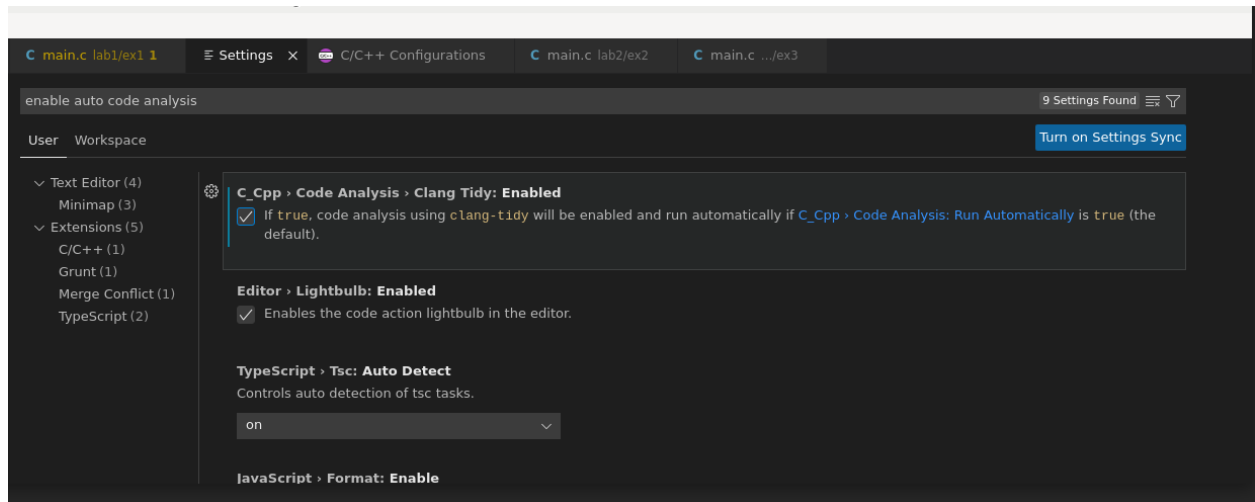 C main.c lab1/ex1 1 Settings C/C++ Configurations C main.c lab2/ex2 C main.c .../ex3
enable auto code analysis 9 Settings Found
User Workspace Turn on Settings Sync
Text Editor (4)
Minimap (3)
Extensions (5)
C/C++ (1)
Grunt (1)
Merge Conflict (1)
TypeScript (2)
C_Cpp › Code Analysis › Clang Tidy: Enabled
If true, code analysis using clang-tidy will be enabled and run automatically if C_Cpp › Code Analysis: Run Automatically is true (the
default).
Editor › Lightbulb: Enabled
Enables the code action lightbulb in the editor.
TypeScript › Tsc: Auto Detect
Controls auto detection of tsc tasks.
on
JavaScript › Format: Enable